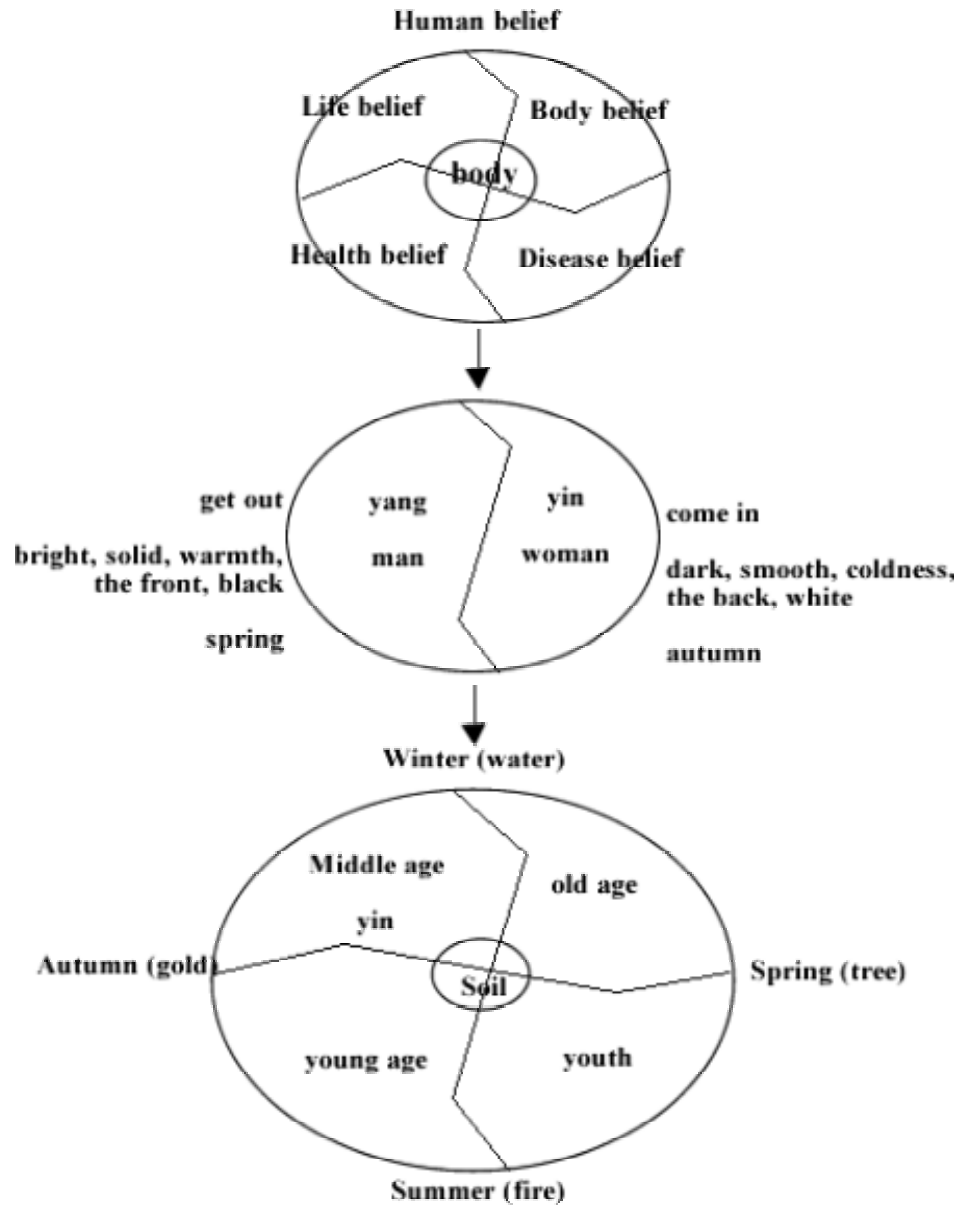 Human belief
Life belief
Body belief
body
Health belief
Disease belief
get out
yang
yin
come in
bright, solid, warmth,
the front, black
man
woman
dark, smooth, coldness,
the back, white
spring
autumn
Winter (water)
Middle age
old age
yin
Autumn (gold)
Soil
Spring (tree)
young age
youth
Summer (fire)